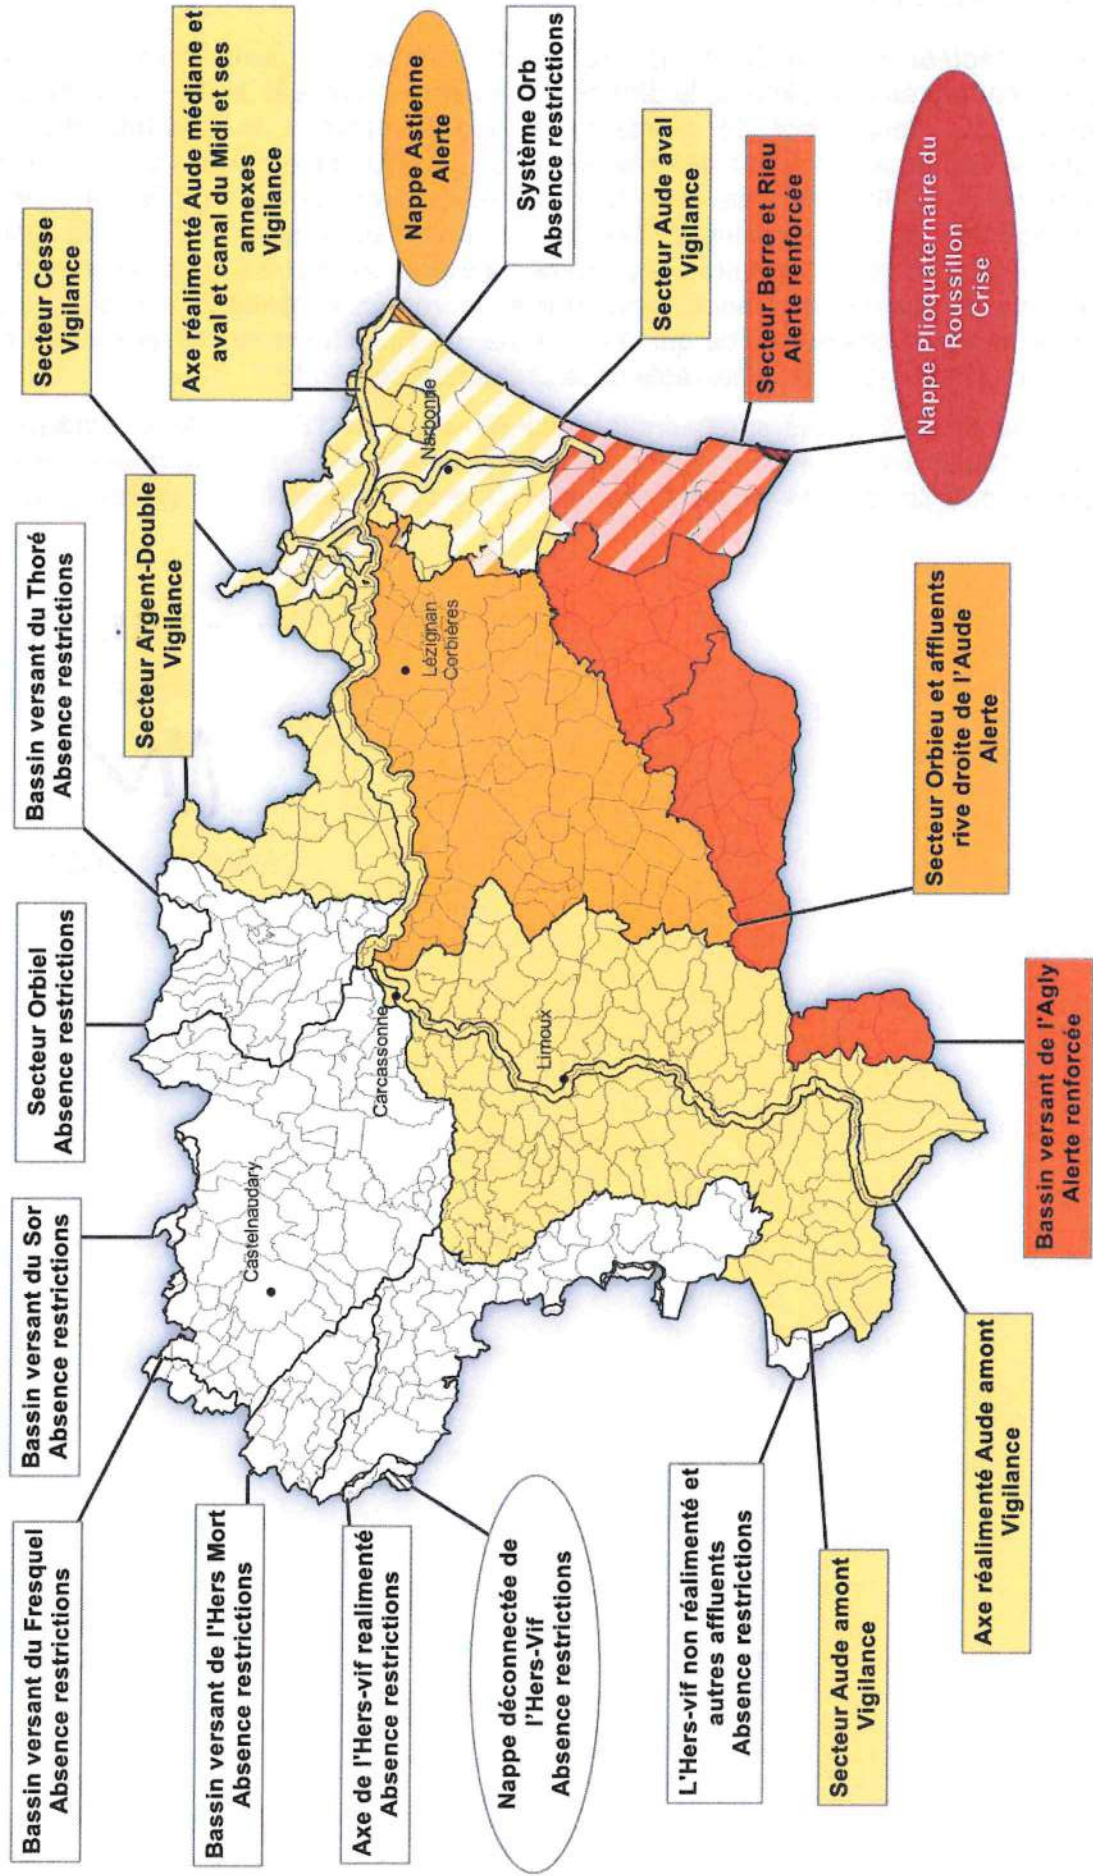 Bassin versant du Fresquel
Absence restrictions
Bassin versant du Sor
Absence restrictions
Secteur Orbiel
Absence restrictions
Bassin versant du Thoré
Absence restrictions
Secteur Cesse
Vigilance
Secteur Argent-Double
Vigilance
Axe réalimenté Aude médiane et
aval et canal du Midi et ses
annexes
Vigilance
Nappe Astienne
Alerte
Système Orb
Absence restrictions
Secteur Aude aval
Vigilance
Secteur Berre et Rieu
Alerte renforcée
Nappe Plioquaternaire du
Roussillon
Crise
Bassin versant de l'Hers Mort
Absence restrictions
Axe de l'Hers-vif realimenté
Absence restrictions
Nappe déconnectée de
l'Hers-Vif
Absence restrictions
L'Hers-vif non réalimenté et
autres affluents
Absence restrictions
Secteur Aude amont
Vigilance
Axe réalimenté Aude amont
Vigilance
Bassin versant de l'Agly
Alerte renforcée
Secteur Orbieu et affluents
rive droite de l'Aude
Alerte
Castelnaudary
Carcassonne
Limoux
Lézignan
Corbières
Narbonne